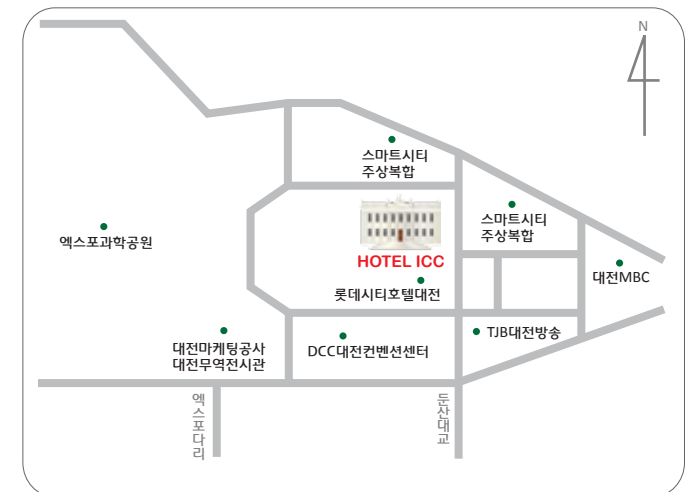 N
스마트시티
주상복합
스마트시티
주상복합
엑스포과학공원
HOTEL ICC
대전MBC
롯데시티호텔대전
TJB대전방송
대전마케팅공사
대전무역전시관
DCC대전컨벤션센터
엑스포다리
둔산대교